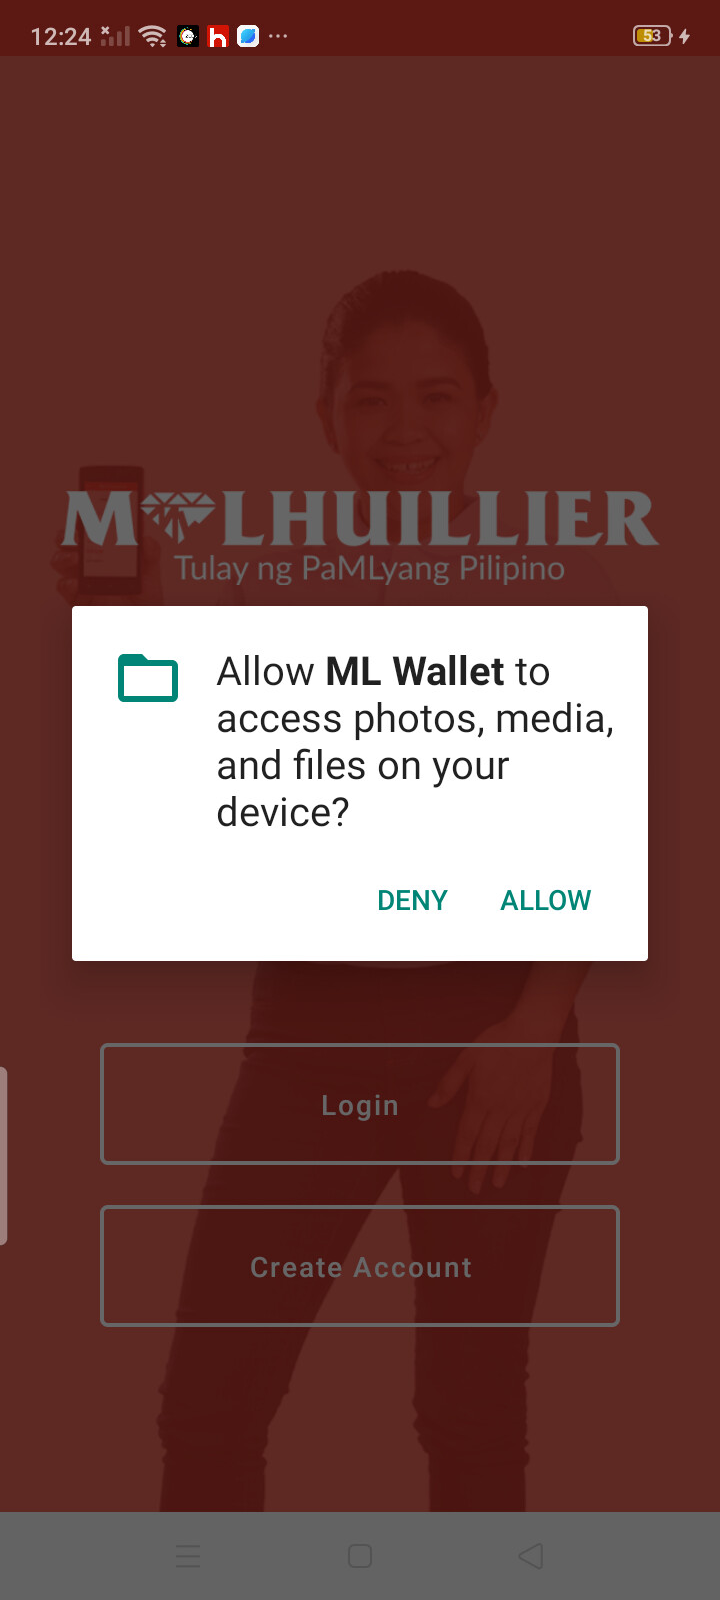 12:24
53
M LHUILLIER
Tulay ng PaMLyang Pilipino
Allow ML Wallet to
access photos, media,
and files on your
device?
DENY ALLOW
Login
Create Account